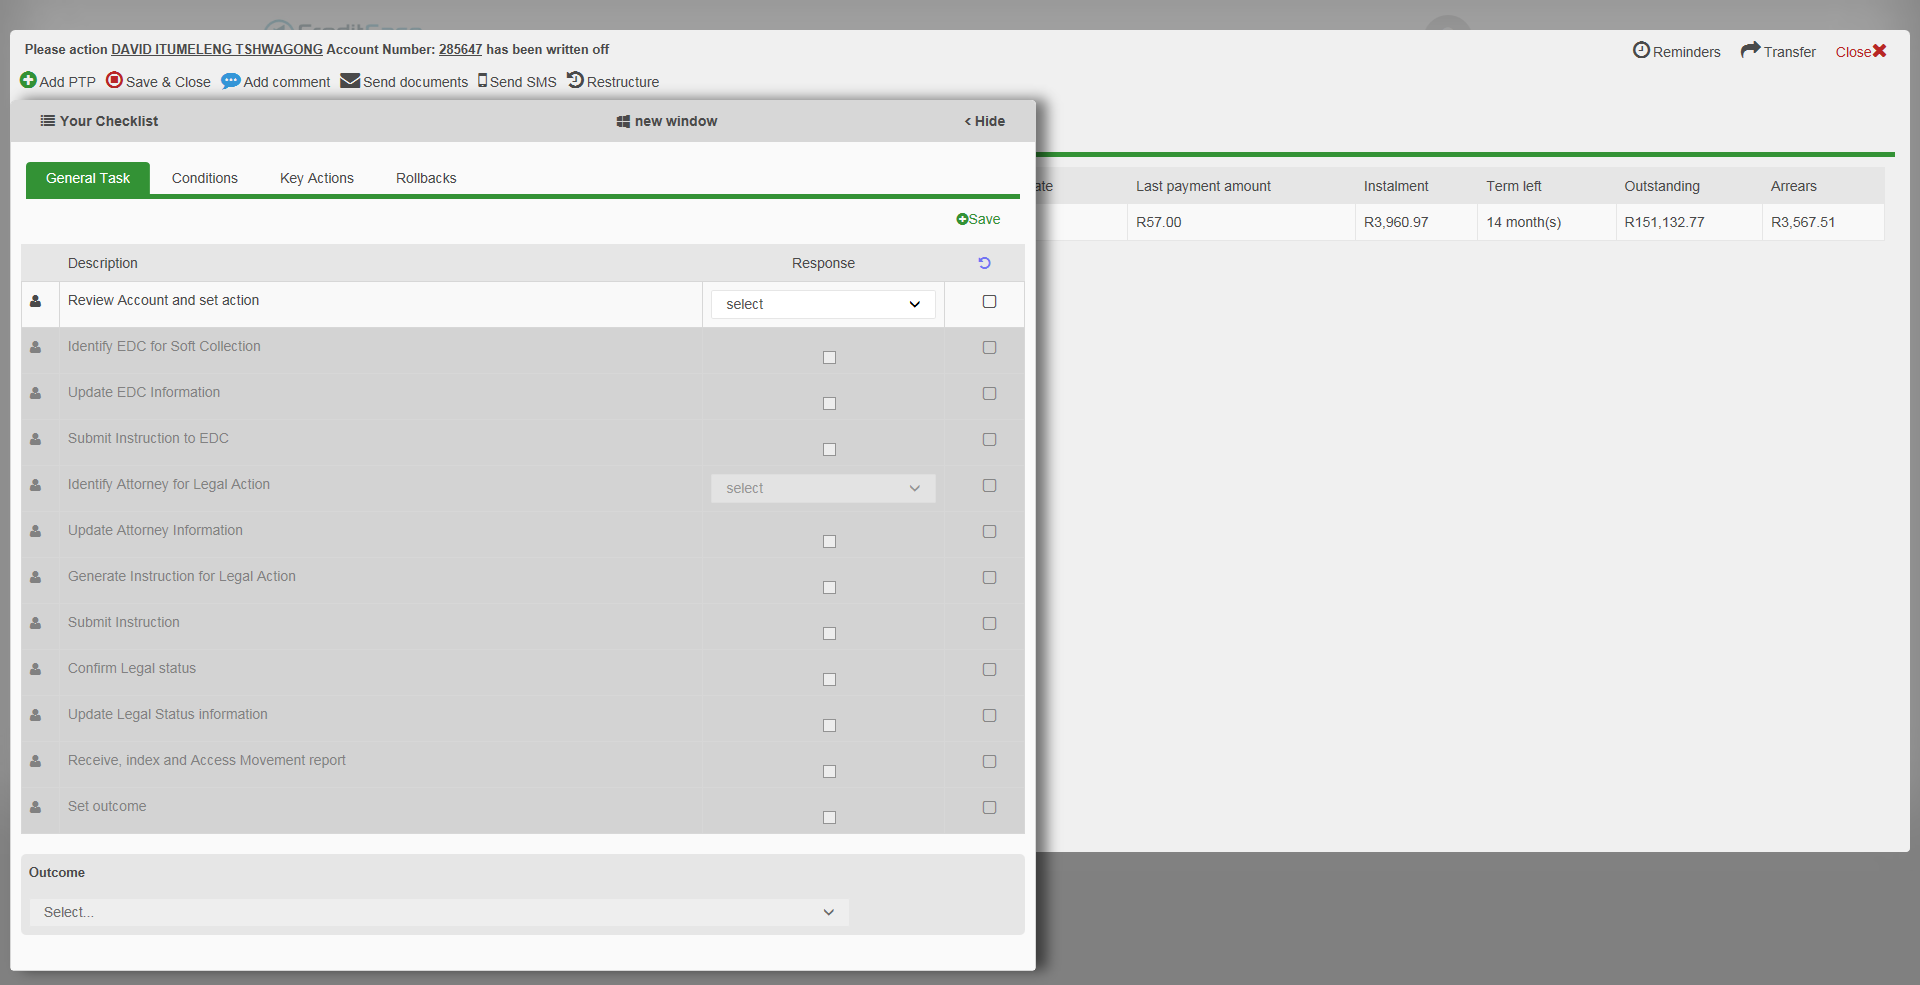 Please action DAVID ITUMELENG TSHWAGONG Account Number: 285647 has been written off
Reminders Transfer Close
Add PTP Save & Close Add comment Send documents Send SMS Restructure
Your Checklist new window < Hide
General Task Conditions Key Actions Rollbacks
Save
ate Last payment amount Instalment Term left Outstanding Arrears
R57.00 R3,960.97 14 month(s) R151,132.77 R3,567.51
Description Response
Review Account and set action select
Identify EDC for Soft Collection
Update EDC Information
Submit Instruction to EDC
Identify Attorney for Legal Action select
Update Attorney Information
Generate Instruction for Legal Action
Submit Instruction
Confirm Legal status
Update Legal Status information
Receive, index and Access Movement report
Set outcome
Outcome
Select...